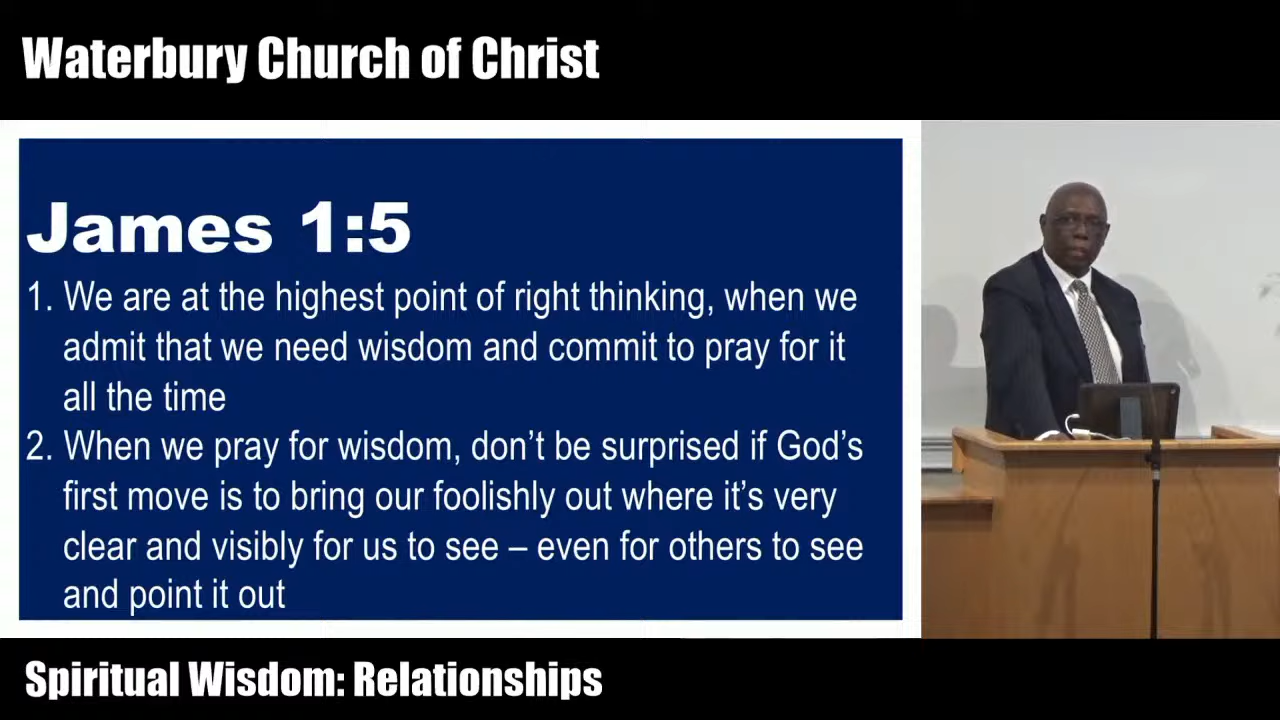 Waterbury Church of Christ
James 1:5
1. We are at the highest point of right thinking, when we
admit that we need wisdom and commit to pray for it
all the time
2. When we pray for wisdom, don’t be surprised if God’s
first move is to bring our foolishly out where it’s very
clear and visibly for us to see – even for others to see
and point it out
Spiritual Wisdom: Relationships